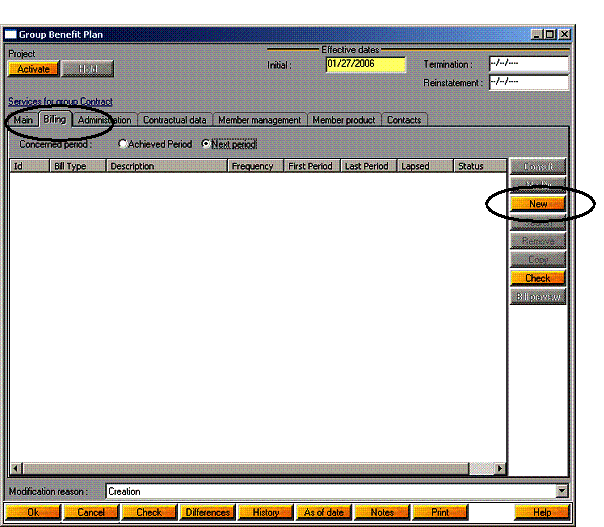 Group Benefit Plan
Project
Effective dates
Activate Hold Initial : 01/27/2006 Termination : --/--/----
Reinstatement : --/--/----
Services for group Contract
Main Billing Administration Contractual data Member management Member product Contacts
Concerned period : Achieved Period Next period
Id Bill Type Description Frequency First Period Last Period Lapsed Status
Consult
Modify
New
Remove
Copy
Check
Bill preview
Modification reason : Creation
Ok Cancel Check Differences History As of date Notes Print Help